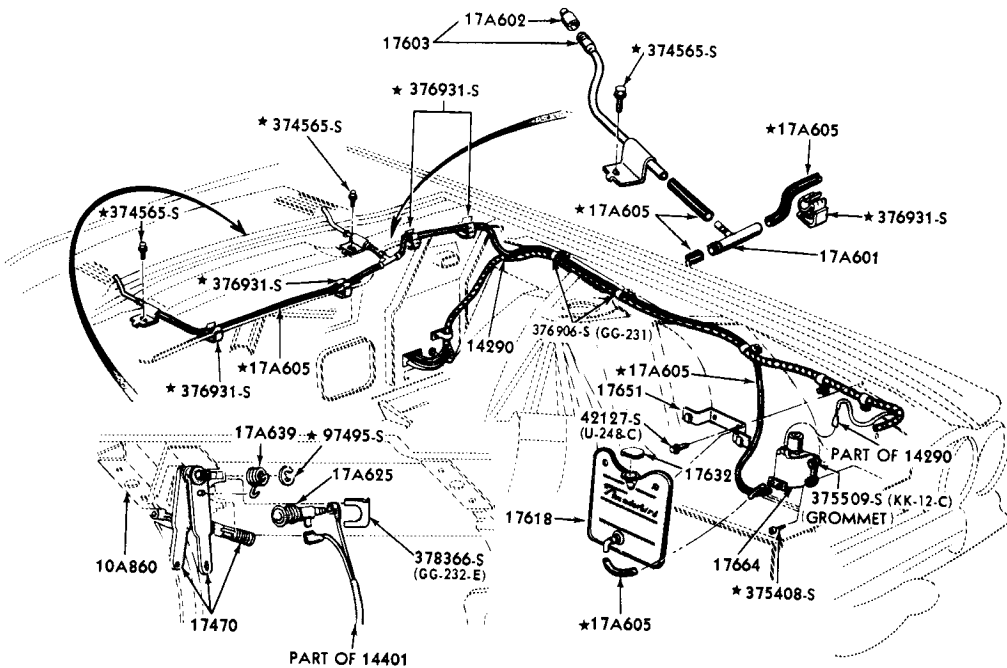 17A602
17603
★ 374565-S
★ 376931-S
★ 374565-S
★17A605
★374565-S
★17A605
★ 376931-S
17A601
★ 376931-S
14290
376906-S (GG-231)
★17A605
★17A605
17651
★ 376931-S
42127-S
(U-248-C)
17A639
★ 97495-S
PART OF 14290
17A625
17632
375509-S (KK-12-C)
GROMMET
Thunderbird
17618
10A860
378366-S
(GG-232-E)
17664
★ 375408-S
17470
★17A605
PART OF 14401